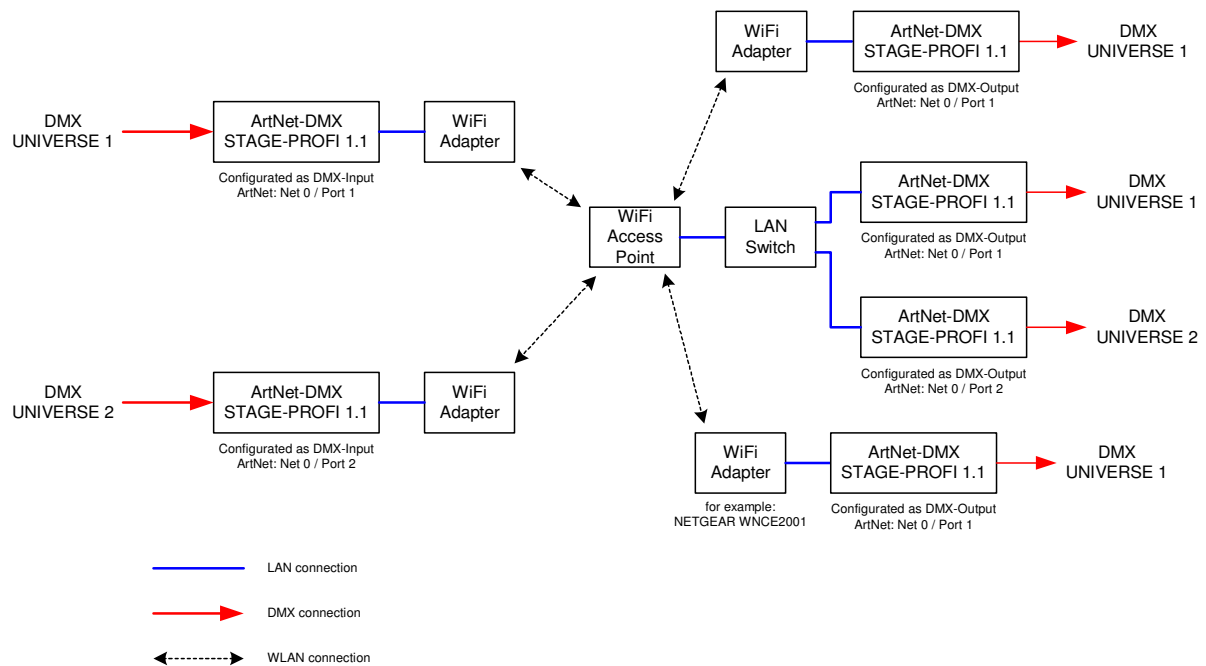 WiFi
Adapter
ArtNet-DMX
STAGE-PROFI 1.1
DMX
UNIVERSE 1
Configurated as DMX-Output
ArtNet: Net 0 / Port 1
DMX
UNIVERSE 1
ArtNet-DMX
STAGE-PROFI 1.1
WiFi
Adapter
Configurated as DMX-Input
ArtNet: Net 0 / Port 1
ArtNet-DMX
STAGE-PROFI 1.1
DMX
UNIVERSE 1
Configurated as DMX-Output
ArtNet: Net 0 / Port 1
WiFi
Access
Point
LAN
Switch
ArtNet-DMX
STAGE-PROFI 1.1
DMX
UNIVERSE 2
Configurated as DMX-Output
ArtNet: Net 0 / Port 2
DMX
UNIVERSE 2
ArtNet-DMX
STAGE-PROFI 1.1
WiFi
Adapter
Configurated as DMX-Input
ArtNet: Net 0 / Port 2
WiFi
Adapter
ArtNet-DMX
STAGE-PROFI 1.1
DMX
UNIVERSE 1
for example:
NETGEAR WNCE2001
Configurated as DMX-Output
ArtNet: Net 0 / Port 1
LAN connection
DMX connection
WLAN connection